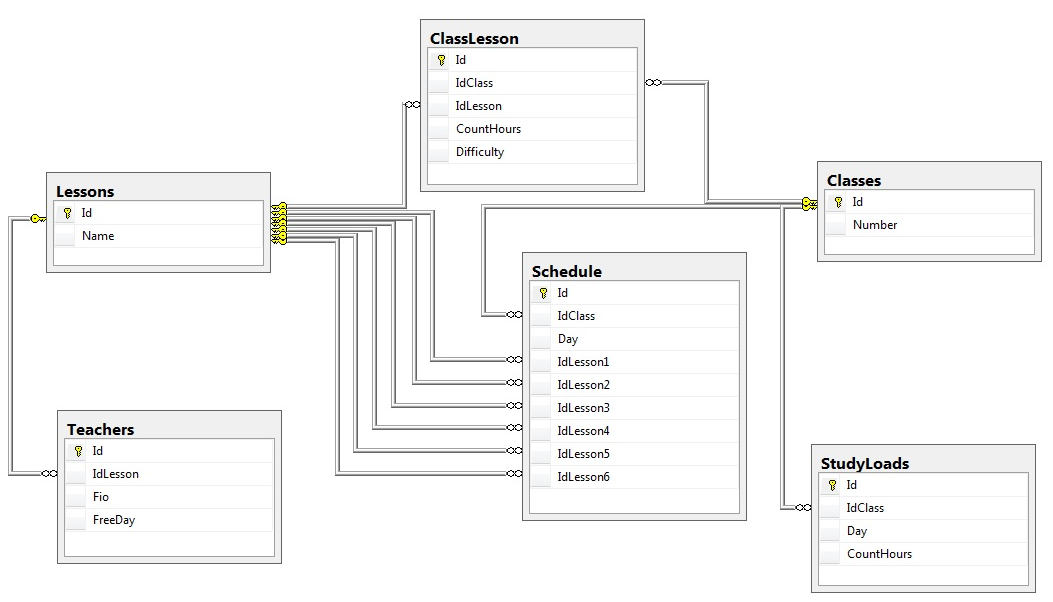 ClassLesson
Id
IdClass
IdLesson
CountHours
Difficulty
Lessons
Id
Name
Classes
Id
Number
Schedule
Id
IdClass
Day
IdLesson1
IdLesson2
IdLesson3
IdLesson4
IdLesson5
IdLesson6
Teachers
Id
IdLesson
Fio
FreeDay
StudyLoads
Id
IdClass
Day
CountHours